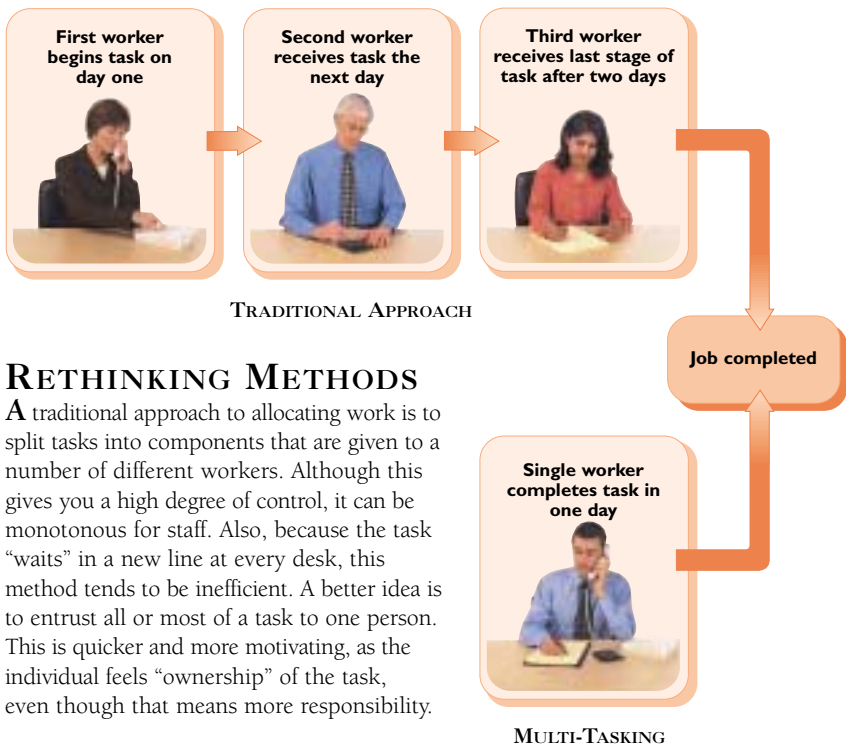 First worker
begins task on
day one
Second worker
receives task the
next day
Third worker
receives last stage of
task after two days
TRADITIONAL APPROACH
Job completed
RETHINKING METHODS
A traditional approach to allocating work is to
split tasks into components that are given to a
number of different workers. Although this
gives you a high degree of control, it can be
monotonous for staff. Also, because the task
“waits” in a new line at every desk, this
method tends to be inefficient. A better idea is
to entrust all or most of a task to one person.
This is quicker and more motivating, as the
individual feels “ownership” of the task,
even though that means more responsibility.
Single worker
completes task in
one day
MULTI-TASKING